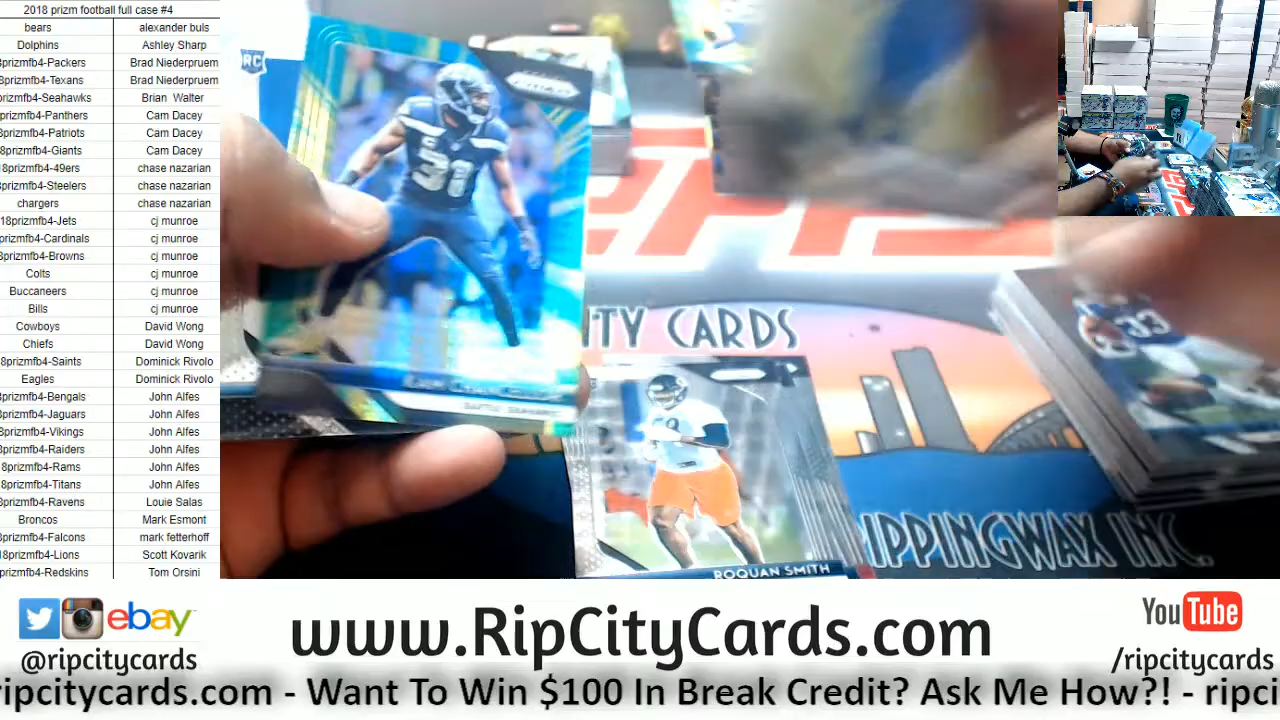 2018 prizm football full case #4
bears alexander buls
Dolphins Ashley Sharp
8prizmfb4-Packers Brad Niederpruem
8prizmfb4-Texans Brad Niederpruem
prizmfb4-Seahawks Brian Walter
8prizmfb4-Panthers Cam Dacey
8prizmfb4-Patriots Cam Dacey
8prizmfb4-Giants Cam Dacey
18prizmfb4-49ers chase nazarian
8prizmfb4-Steelers chase nazarian
chargers chase nazarian
18prizmfb4-Jets cj munroe
prizmfb4-Cardinals cj munroe
8prizmfb4-Browns cj munroe
Colts cj munroe
Buccaneers cj munroe
Bills cj munroe
Cowboys David Wong
Chiefs David Wong
8prizmfb4-Saints Dominick Rivolo
Eagles Dominick Rivolo
8prizmfb4-Bengals John Alfes
8prizmfb4-Jaguars John Alfes
8prizmfb4-Vikings John Alfes
8prizmfb4-Raiders John Alfes
8prizmfb4-Rams John Alfes
8prizmfb4-Titans John Alfes
8prizmfb4-Ravens Louie Salas
Broncos Mark Esmont
8prizmfb4-Falcons mark fetterhoff
18prizmfb4-Lions Scott Kovarik
prizmfb4-Redskins Tom Orsini
RC
PRIZM
30
33
ITY CARDS
ROQUAN SMITH
IPPINGWAX INC.
ebay
@ripcitycards
www.RipCityCards.com
YouTube
/ripcitycards
ripcitycards.com - Want To Win $100 In Break Credit? Ask Me How?! - ripci